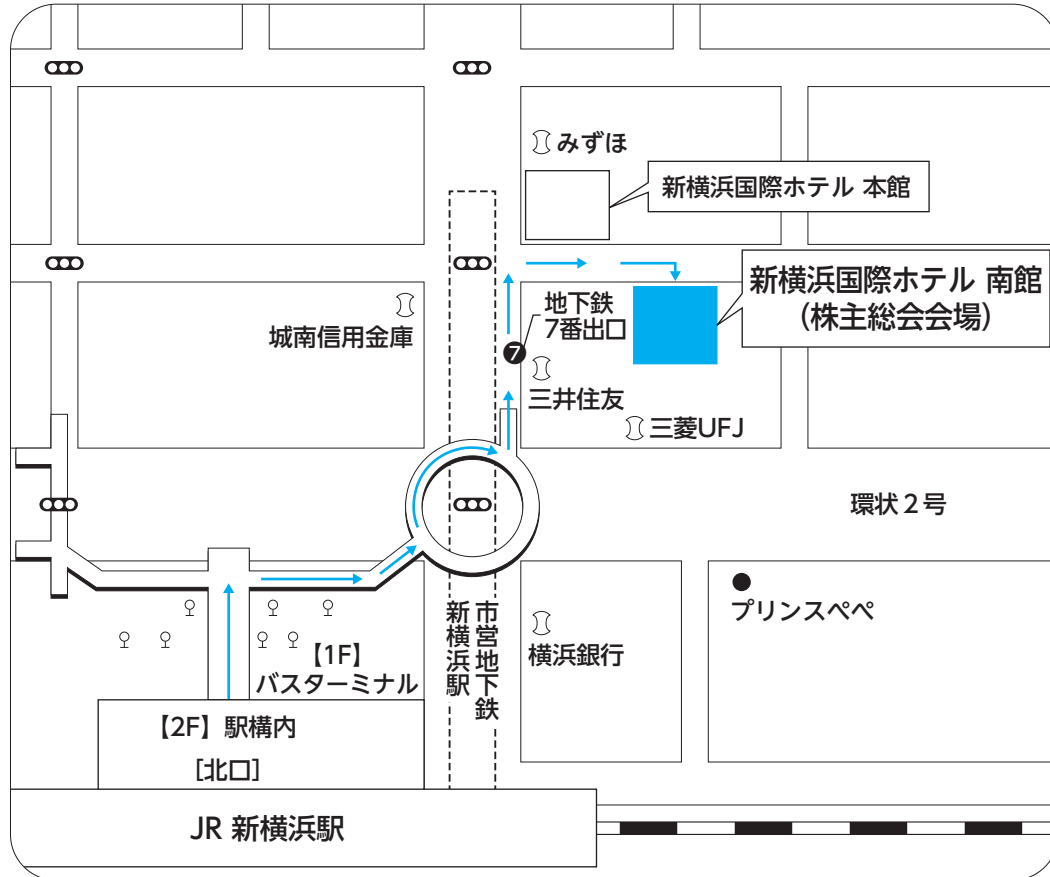 みずほ
新横浜国際ホテル 本館
新横浜国際ホテル 南館
（株主総会会場）
地下鉄
7番出口
7
城南信用金庫
三井住友
三菱UFJ
環状２号
プリンスペペ
横浜銀行
市営地下鉄
新横浜駅
【1F】
バスターミナル
【2F】駅構内
［北口］
JR 新横浜駅